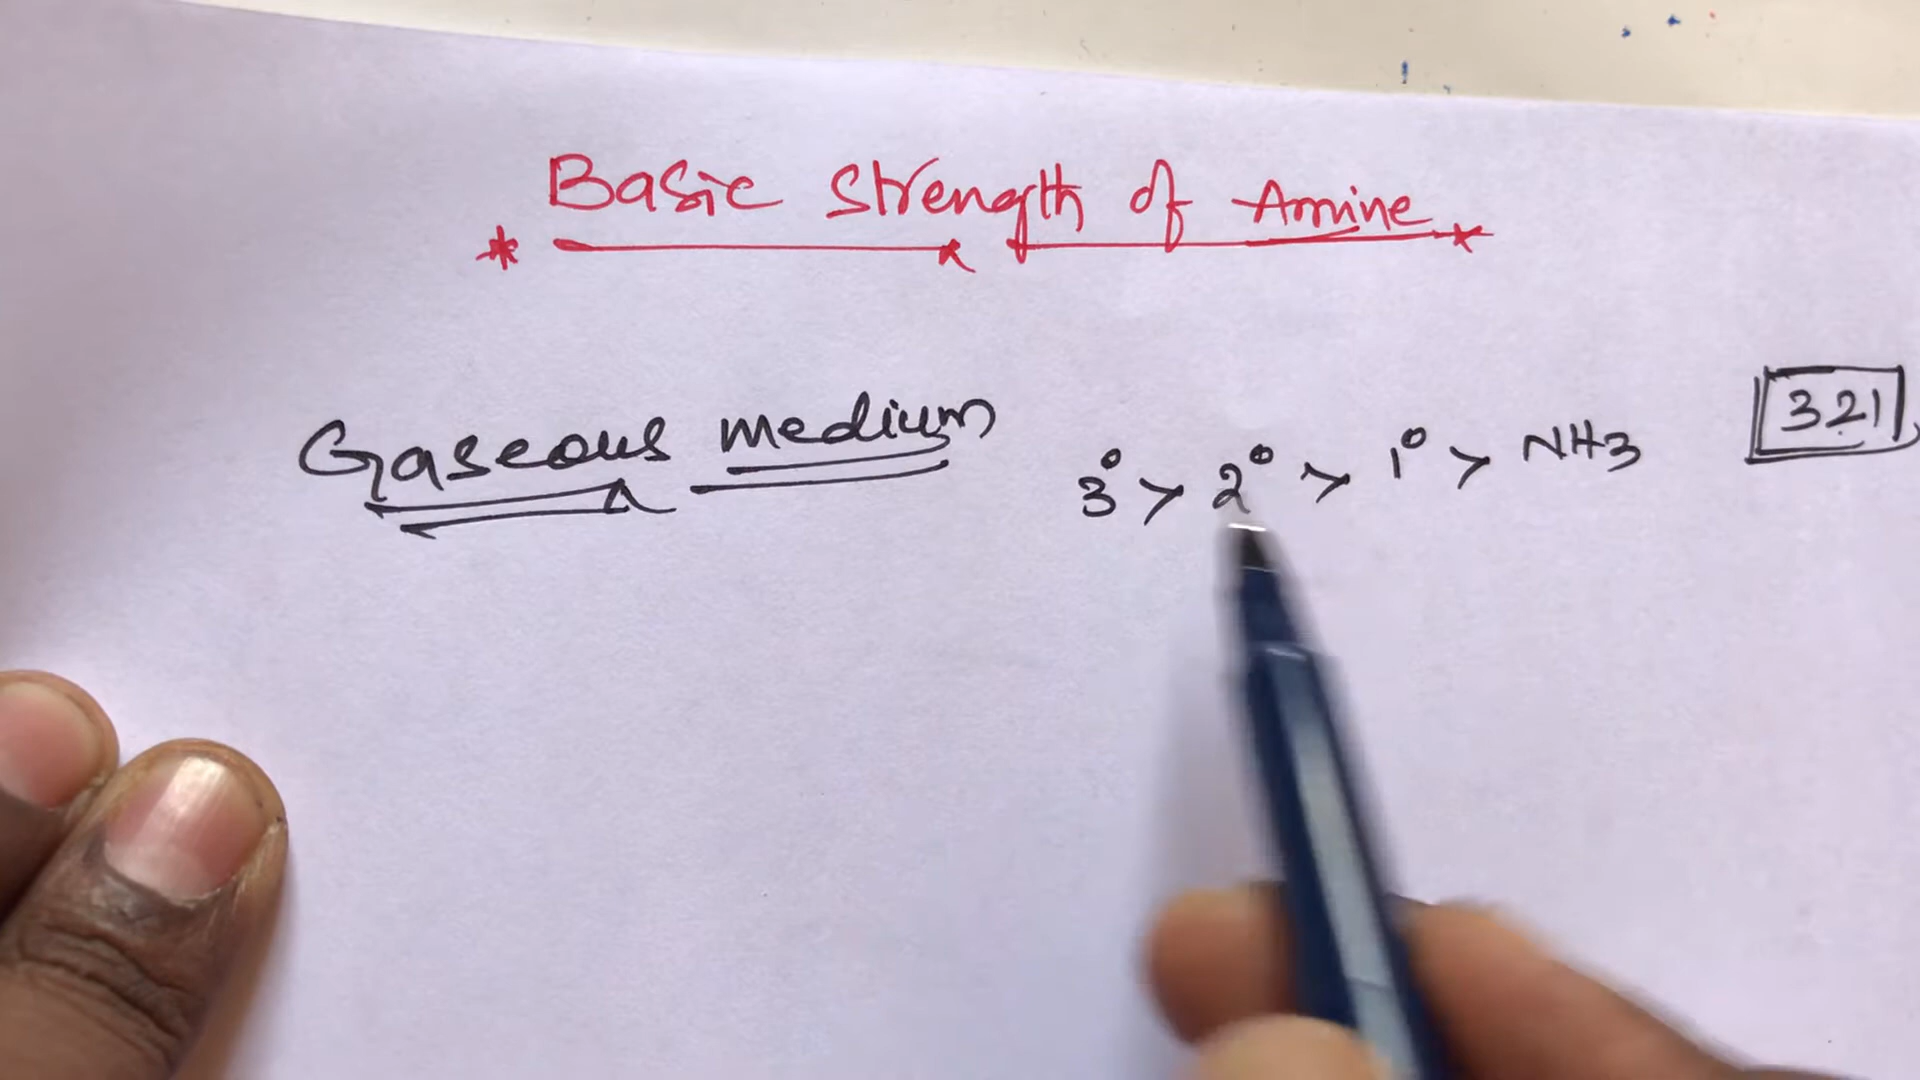 Basic Strength of Amine
Gaseous medium 3° > 2° > 1° > NH3 321